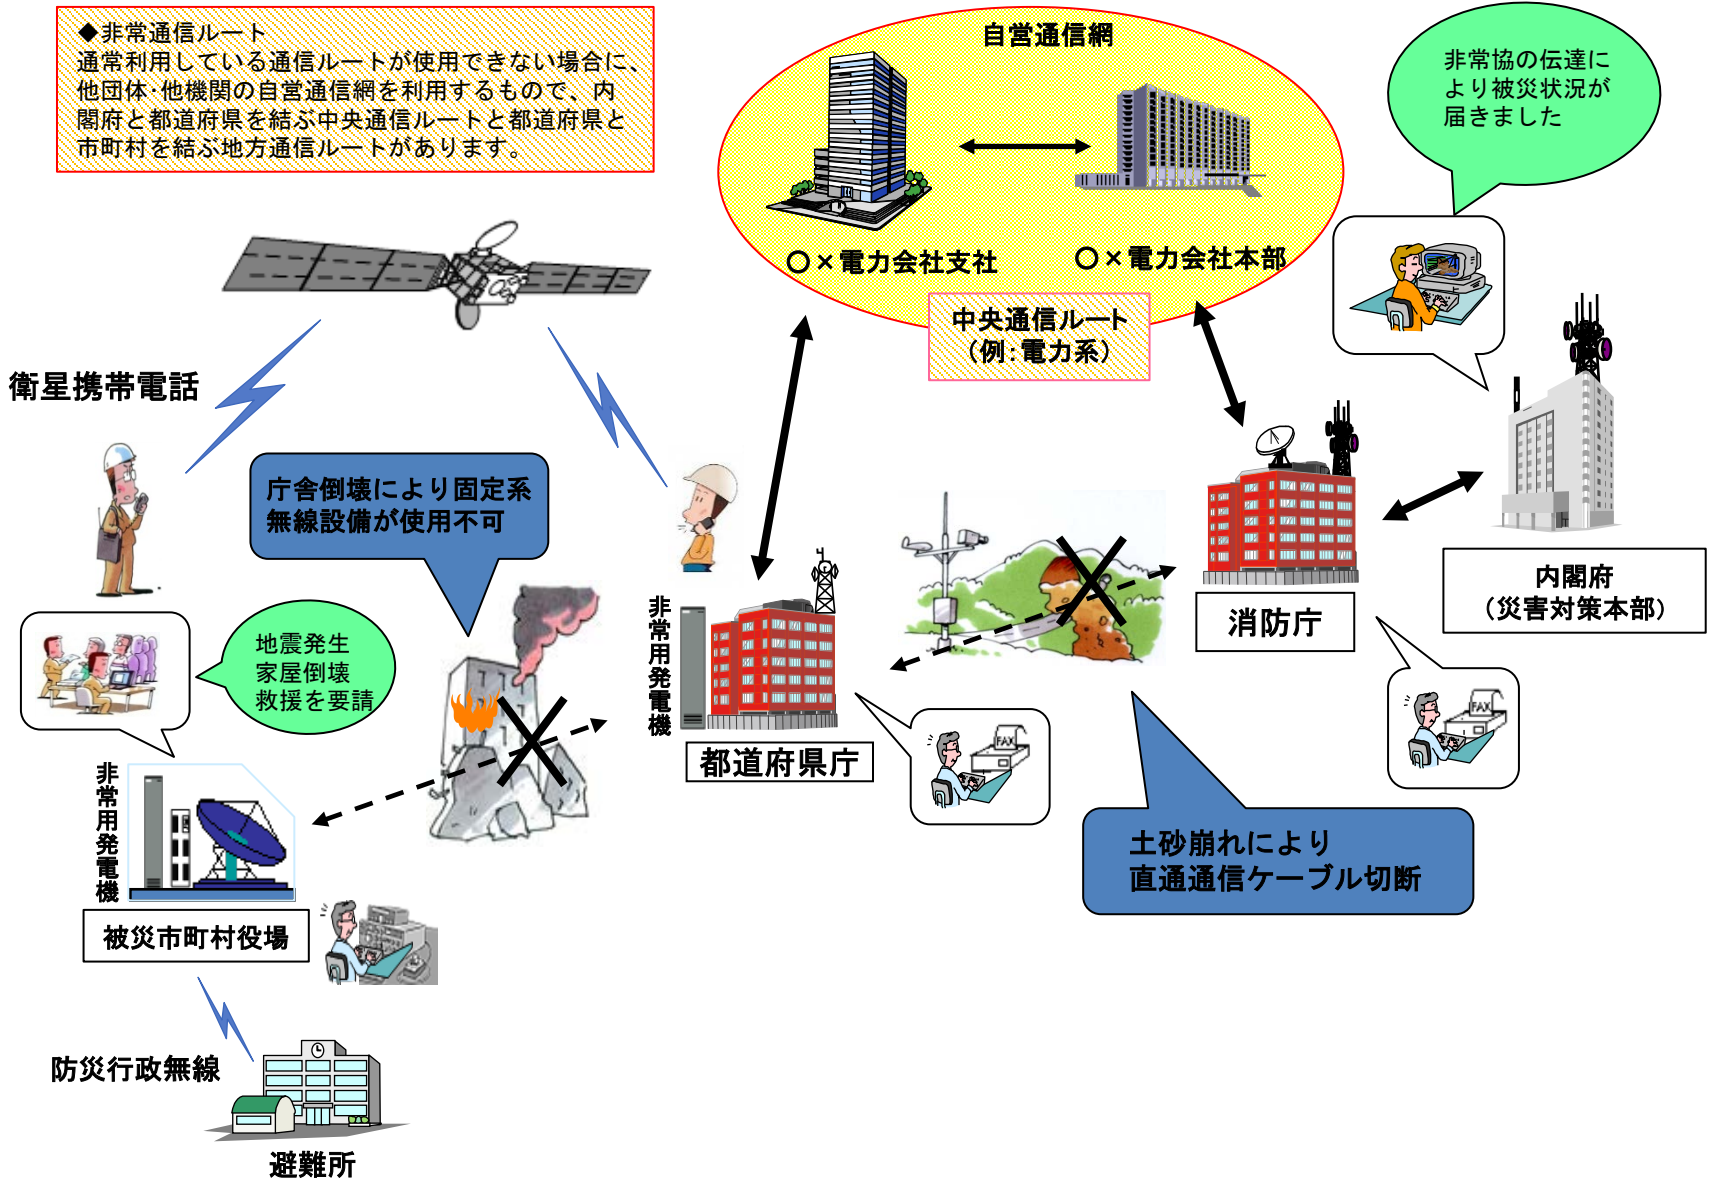 ◆非常通信ルート
通常利用している通信ルートが使用できない場合に、
他団体・他機関の自営通信網を利用するもので、内
閣府と都道府県を結ぶ中央通信ルートと都道府県と
市町村を結ぶ地方通信ルートがあります。
自営通信網
〇×電力会社支社
〇×電力会社本部
中央通信ルート
（例：電力系）
非常協の伝達に
より被災状況が
届きました
衛星携帯電話
庁舎倒壊により固定系
無線設備が使用不可
地震発生
家屋倒壊
救援を要請
非常用発電機
都道府県庁
FAX
消防庁
FAX
内閣府
（災害対策本部）
土砂崩れにより
直通通信ケーブル切断
非常用発電機
被災市町村役場
防災行政無線
避難所